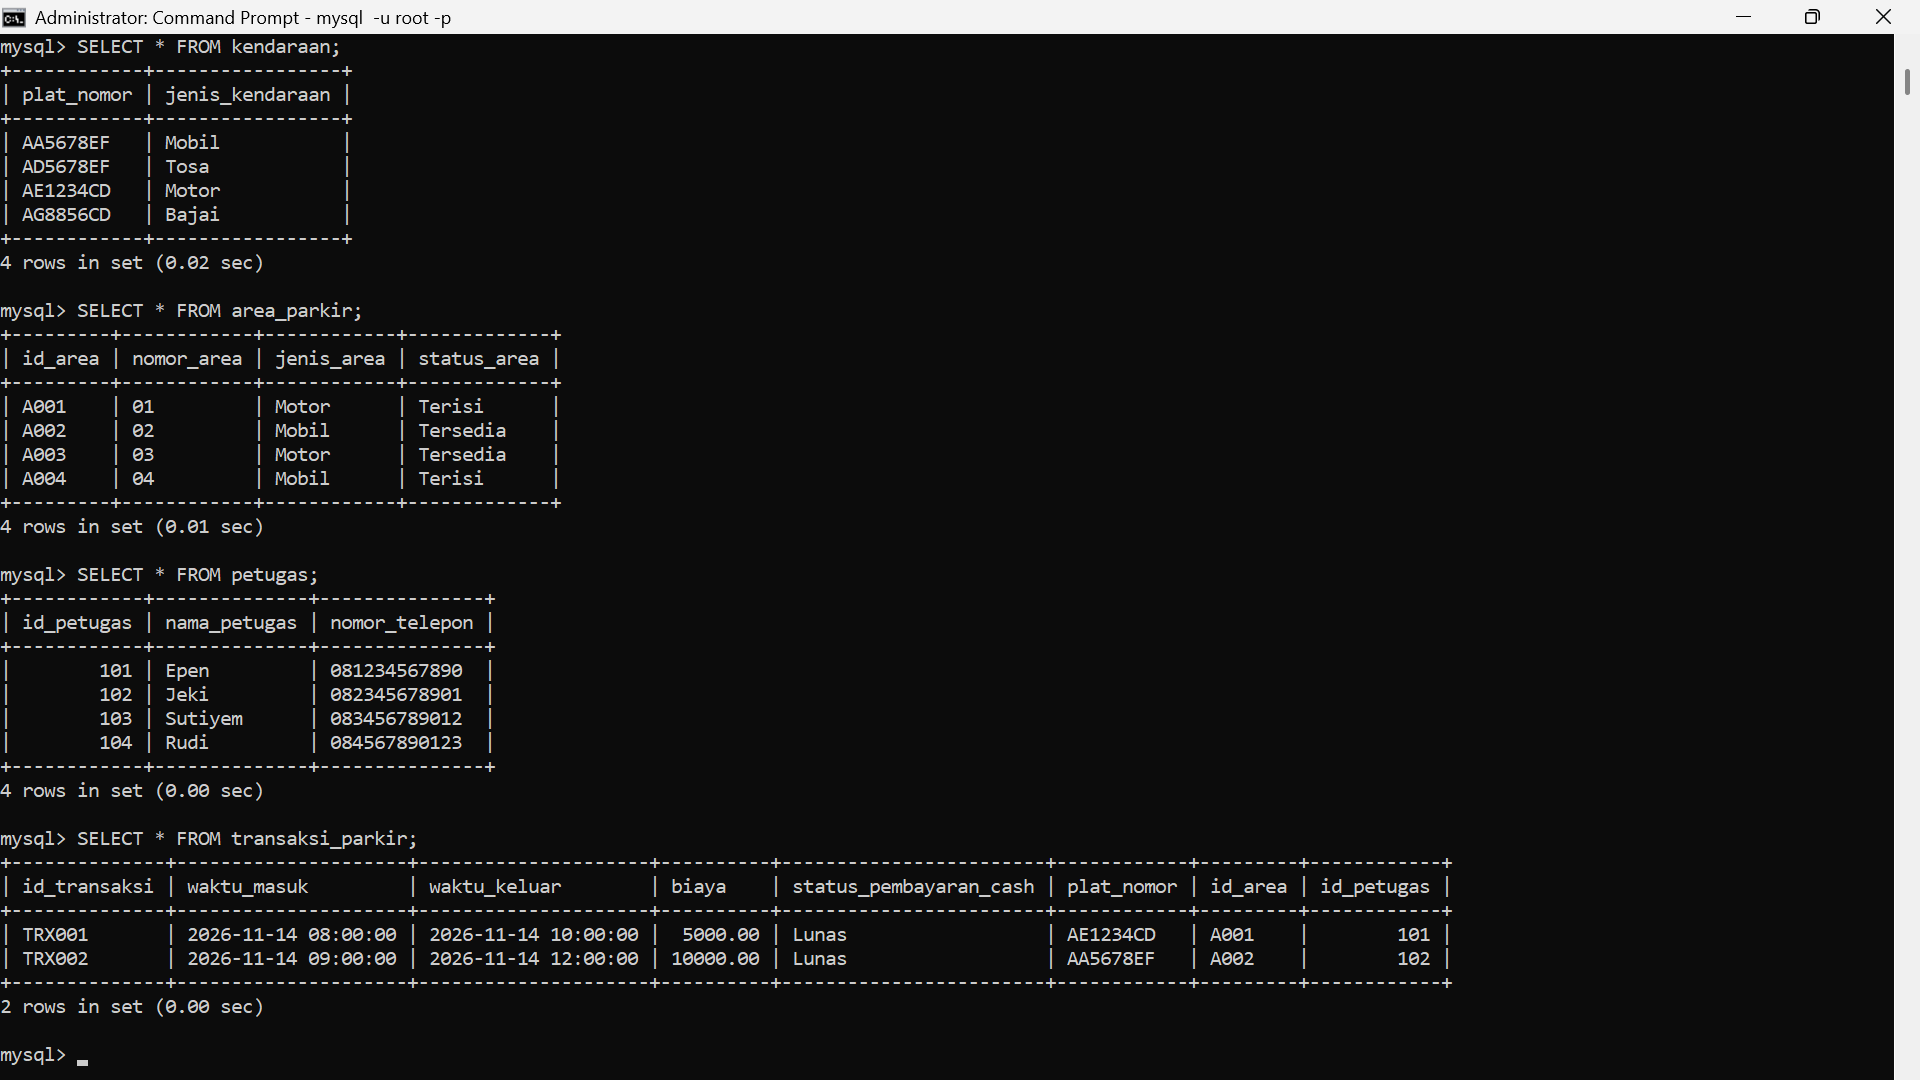 Administrator: Command Prompt - mysql  -u root -p
mysql> SELECT * FROM kendaraan;
+------------+-----------------+
| plat_nomor | jenis_kendaraan |
+------------+-----------------+
| AA5678EF   | Mobil           |
| AD5678EF   | Tosa            |
| AE1234CD   | Motor           |
| AG8856CD   | Bajai           |
+------------+-----------------+
4 rows in set (0.02 sec)
mysql> SELECT * FROM area_parkir;
+---------+------------+------------+-------------+
| id_area | nomor_area | jenis_area | status_area |
+---------+------------+------------+-------------+
| A001    | 01         | Motor      | Terisi      |
| A002    | 02         | Mobil      | Tersedia    |
| A003    | 03         | Motor      | Tersedia    |
| A004    | 04         | Mobil      | Terisi      |
+---------+------------+------------+-------------+
4 rows in set (0.01 sec)
mysql> SELECT * FROM petugas;
+------------+--------------+---------------+
| id_petugas | nama_petugas | nomor_telepon |
+------------+--------------+---------------+
|        101 | Epen         | 081234567890  |
|        102 | Jeki         | 082345678901  |
|        103 | Sutiyem      | 083456789012  |
|        104 | Rudi         | 084567890123  |
+------------+--------------+---------------+
4 rows in set (0.00 sec)
mysql> SELECT * FROM transaksi_parkir;
+--------------+---------------------+---------------------+----------+------------------------+------------+---------+------------+
| id_transaksi | waktu_masuk         | waktu_keluar        | biaya    | status_pembayaran_cash | plat_nomor | id_area | id_petugas |
+--------------+---------------------+---------------------+----------+------------------------+------------+---------+------------+
| TRX001       | 2026-11-14 08:00:00 | 2026-11-14 10:00:00 |  5000.00 | Lunas                  | AE1234CD   | A001    |        101 |
| TRX002       | 2026-11-14 09:00:00 | 2026-11-14 12:00:00 | 10000.00 | Lunas                  | AA5678EF   | A002    |        102 |
+--------------+---------------------+---------------------+----------+------------------------+------------+---------+------------+
2 rows in set (0.00 sec)
mysql>